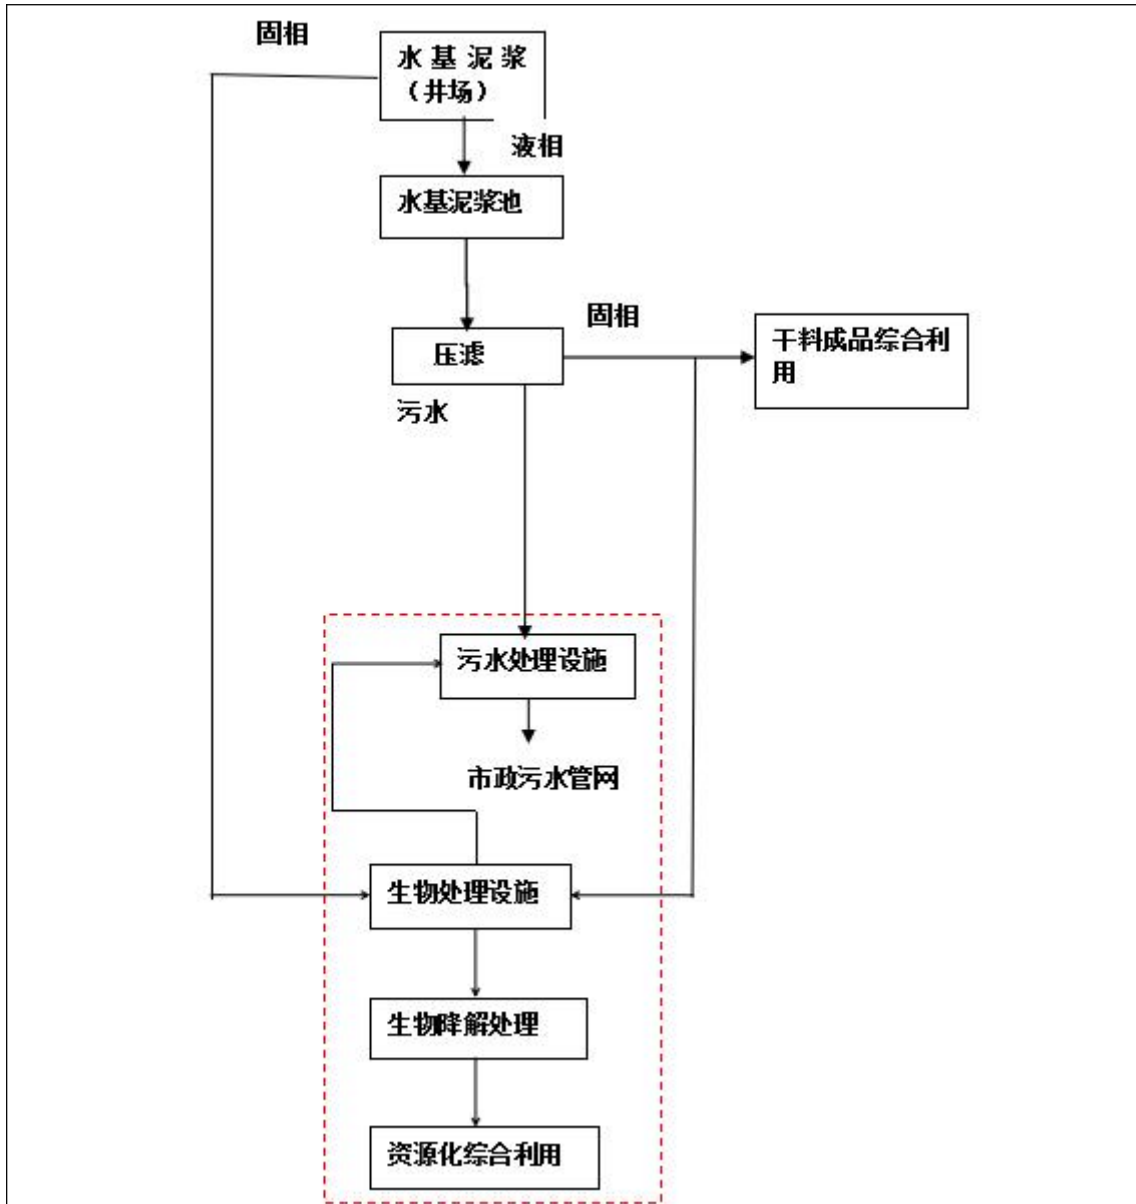 固相
水基泥浆
（井场）
液相
水基泥浆池
固相
压滤
干料成品综合利
用
污水
污水处理设施
市政污水管网
生物处理设施
生物降解处理
资源化综合利用